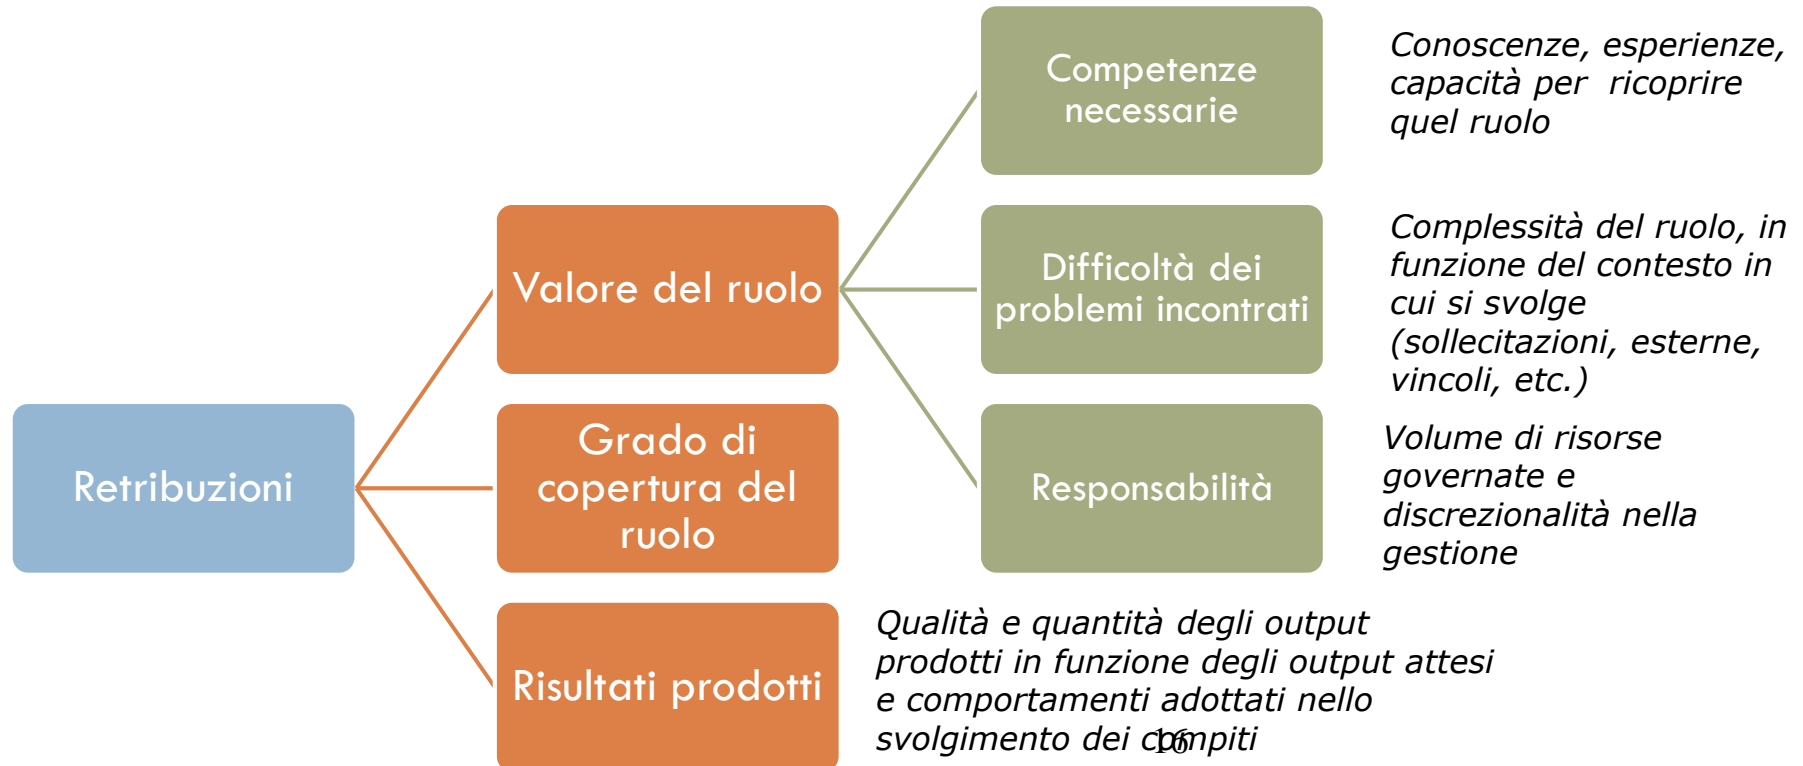 Competenze
necessarie
Conoscenze, esperienze,
capacità per ricoprire
quel ruolo
Valore del ruolo
Difficoltà dei
problemi incontrati
Complessità del ruolo, in
funzione del contesto in
cui si svolge
(sollecitazioni, esterne,
vincoli, etc.)
Retribuzioni
Grado di
copertura del
ruolo
Responsabilità
Volume di risorse
governate e
discrezionalità nella
gestione
Risultati prodotti
Qualità e quantità degli output
prodotti in funzione degli output attesi
e comportamenti adottati nello
svolgimento dei compiti
16